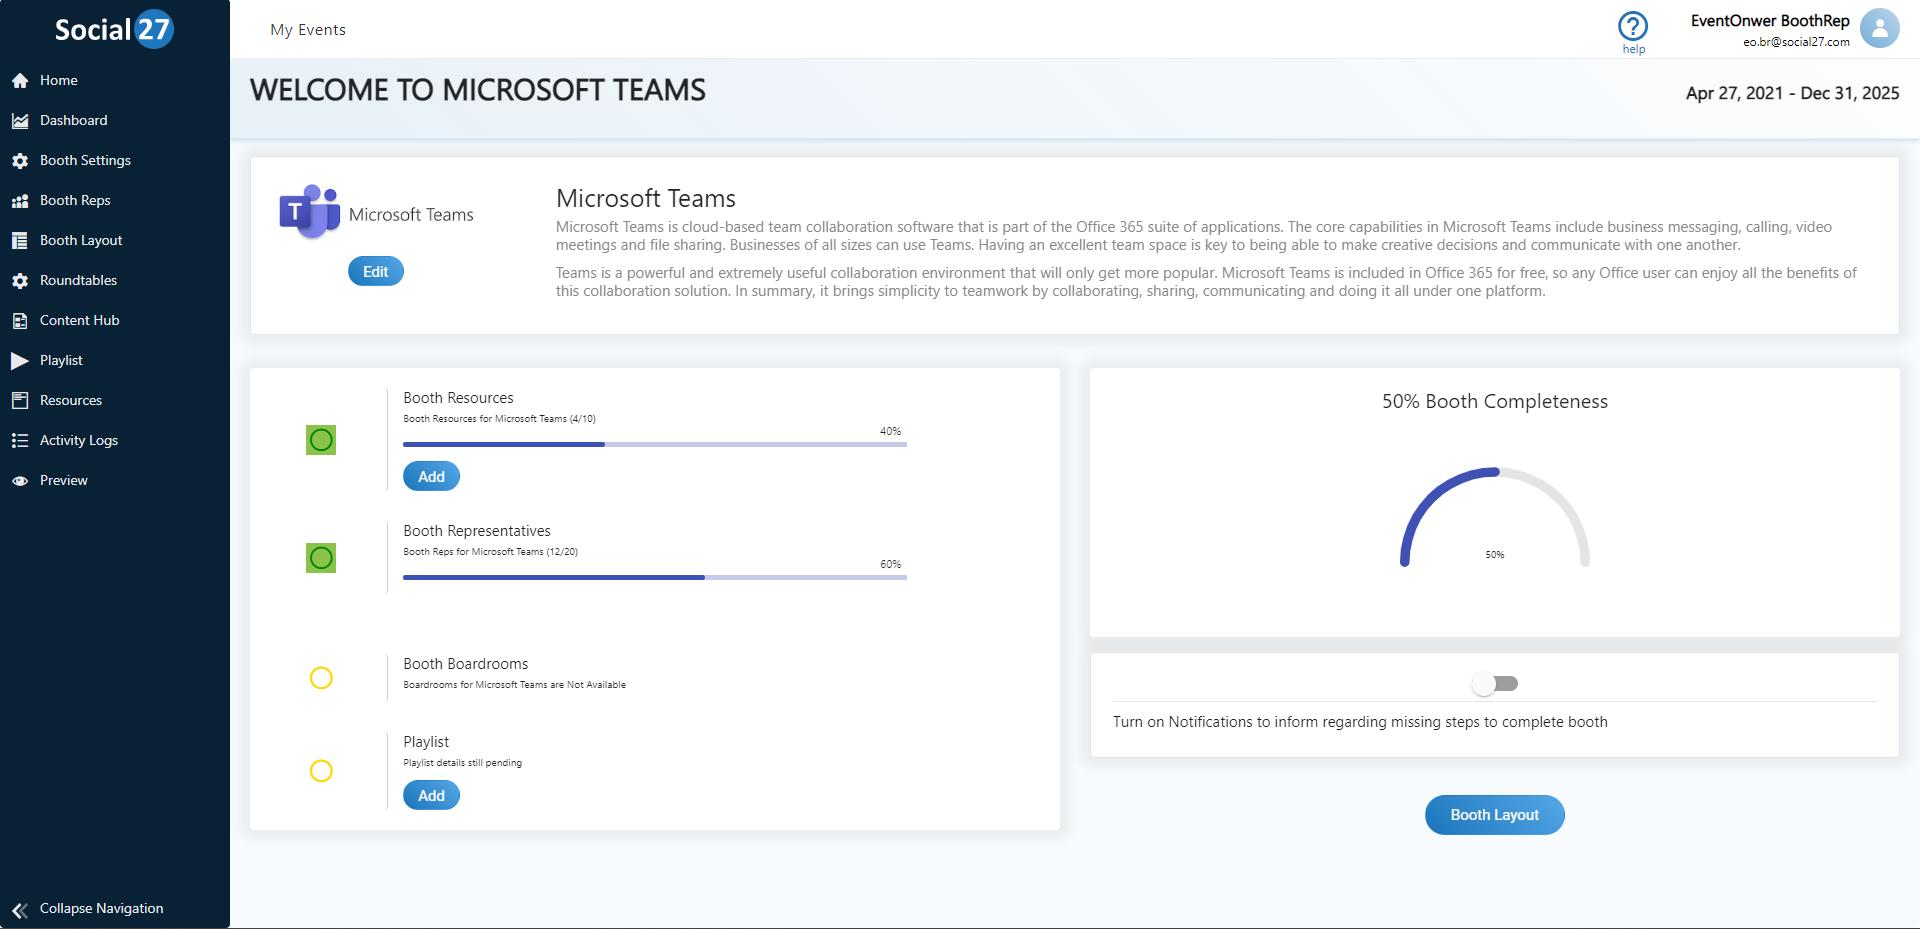 Social 27
My Events
help
EventOnwer BoothRep
eo.br@social27.com
Home
Dashboard
Booth Settings
Booth Reps
Booth Layout
Roundtables
Content Hub
Playlist
Resources
Activity Logs
Preview
Collapse Navigation
WELCOME TO MICROSOFT TEAMS
Apr 27, 2021 - Dec 31, 2025
T
Microsoft Teams
Edit
Microsoft Teams
Microsoft Teams is cloud-based team collaboration software that is part of the Office 365 suite of applications. The core capabilities in Microsoft Teams include business messaging, calling, video
meetings and file sharing. Businesses of all sizes can use Teams. Having an excellent team space is key to being able to make creative decisions and communicate with one another.
Teams is a powerful and extremely useful collaboration environment that will only get more popular. Microsoft Teams is included in Office 365 for free, so any Office user can enjoy all the benefits of
this collaboration solution. In summary, it brings simplicity to teamwork by collaborating, sharing, communicating and doing it all under one platform.
Booth Resources
Booth Resources for Microsoft Teams (4/10)
40%
Add
Booth Representatives
Booth Reps for Microsoft Teams (12/20)
60%
Booth Boardrooms
Boardrooms for Microsoft Teams are Not Available
Playlist
Playlist details still pending
Add
50% Booth Completeness
50%
Turn on Notifications to inform regarding missing steps to complete booth
Booth Layout